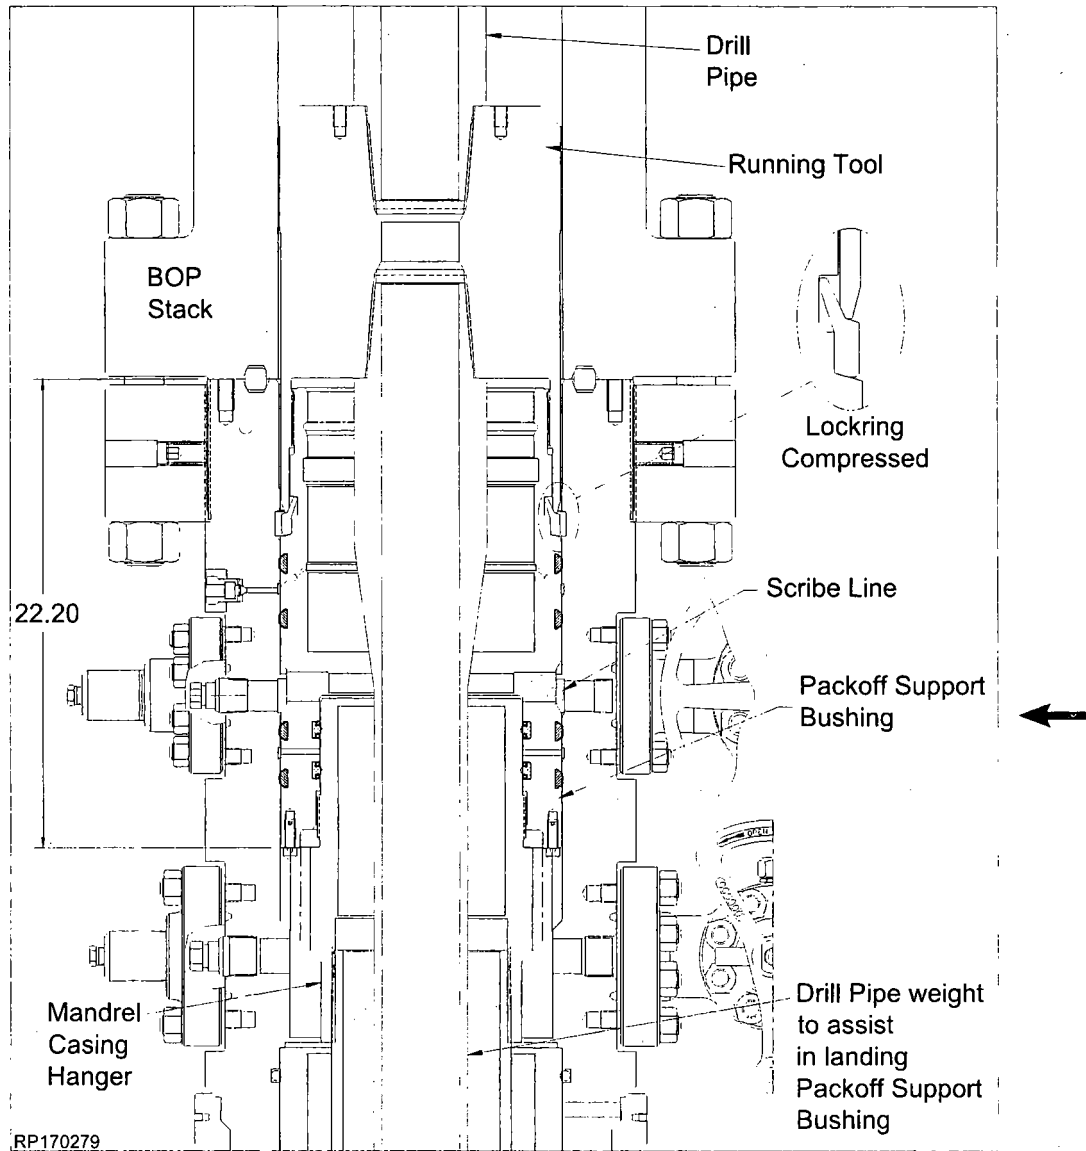 Drill
Pipe
Running Tool
BOP
Stack
Lockring
Compressed
22.20
Scribe Line
Packoff Support
Bushing
OPEN
Mandrel
Casing
Hanger
Drill Pipe weight
to assist
in landing
Packoff Support
Bushing
RP170279